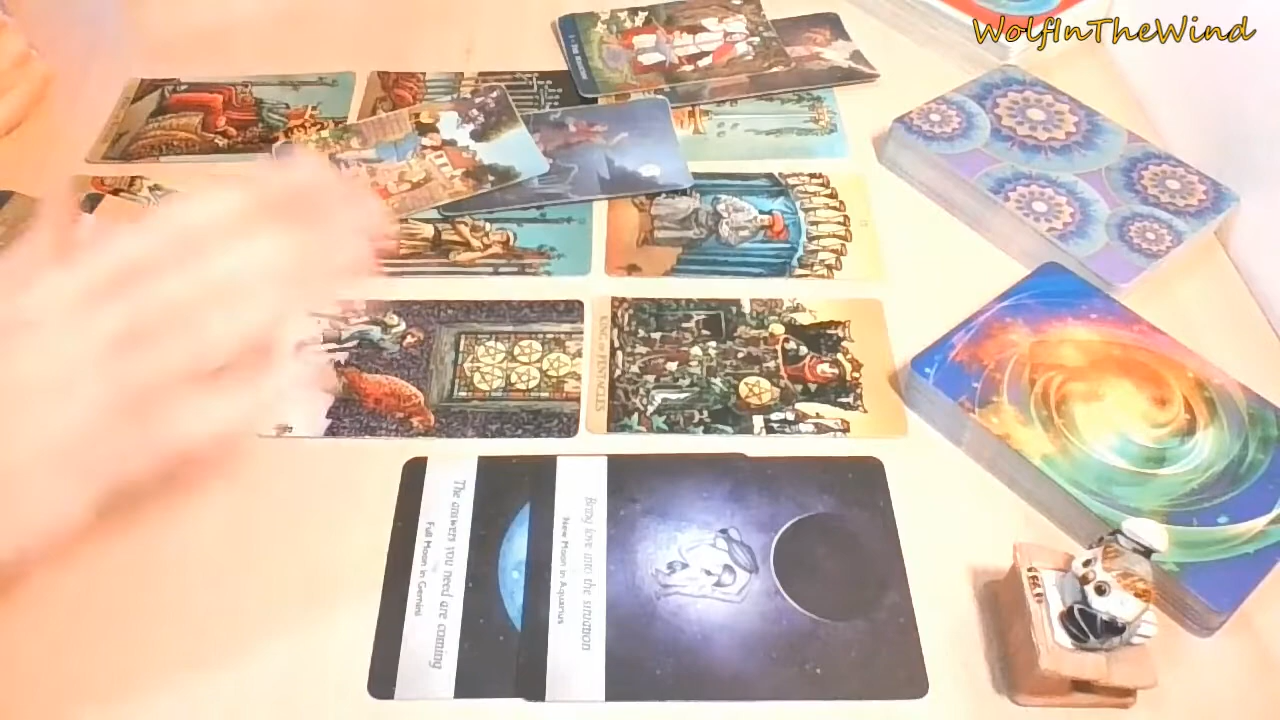 WolfInTheWind
KING of PENTACLES
The answers you need are coming
Full Moon in Gemini
Bring love into the situation
New Moon in Aquarius